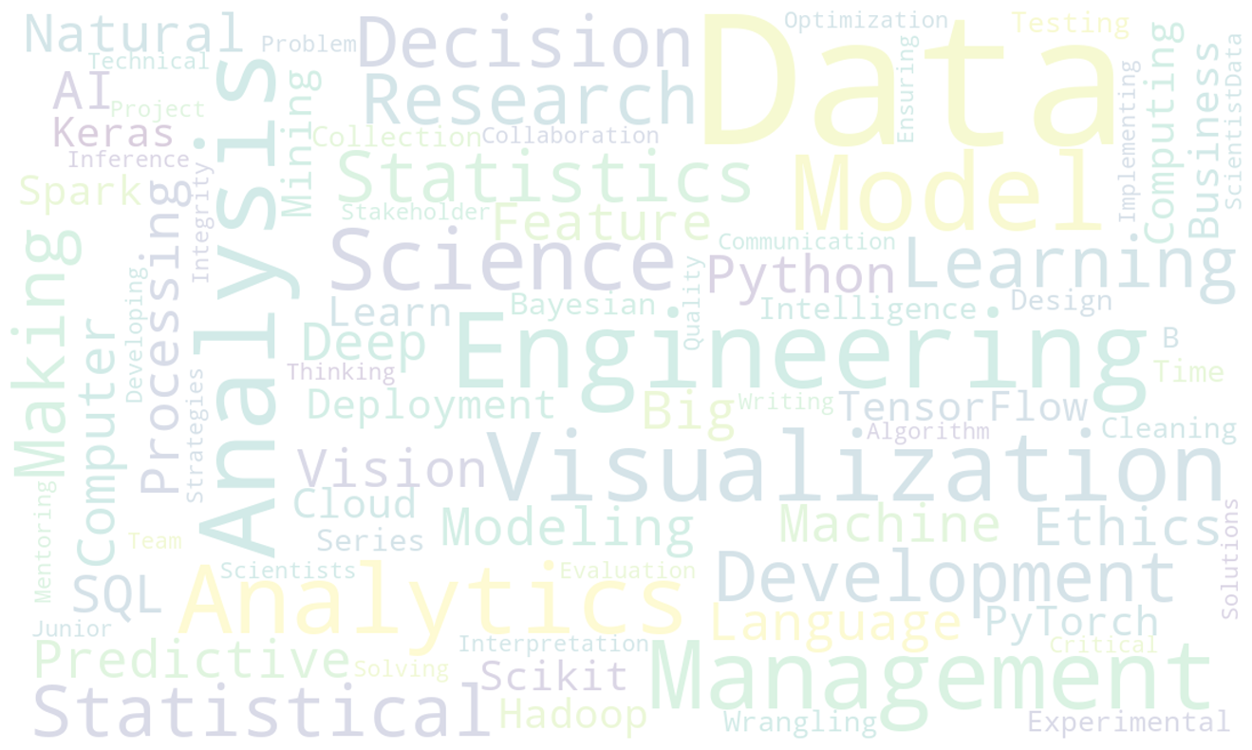 Natural
Problem
Decision
Data
Optimization
Testing
Technical
AI
Project
Keras
Inference
Spark
Analysis
Mining
Research
Ensuring
Implementing
Computing
Business
ScientistData
Collection
Collaboration
Statistics
Model
Processing
Integrity
Stakeholder
Feature
Communication
Science
Python
Learning
Making
Developing
Learn
Bayesian
Quality
Intelligence
Design
Computer
Deep
Engineering
B
Thinking
Time
Strategies
Deployment
Big
Writing
TensorFlow
Algorithm
Cleaning
Vision
Visualization
Mentoring
Cloud
Series
Modeling
Machine
Ethics
Solutions
Team
Scientists
Evaluation
SQL
Analytics
Development
Junior
Language
PyTorch
Predictive
Solving
Interpretation
Critical
Scikit
Management
Statistical
Hadoop
Wrangling
Experimental